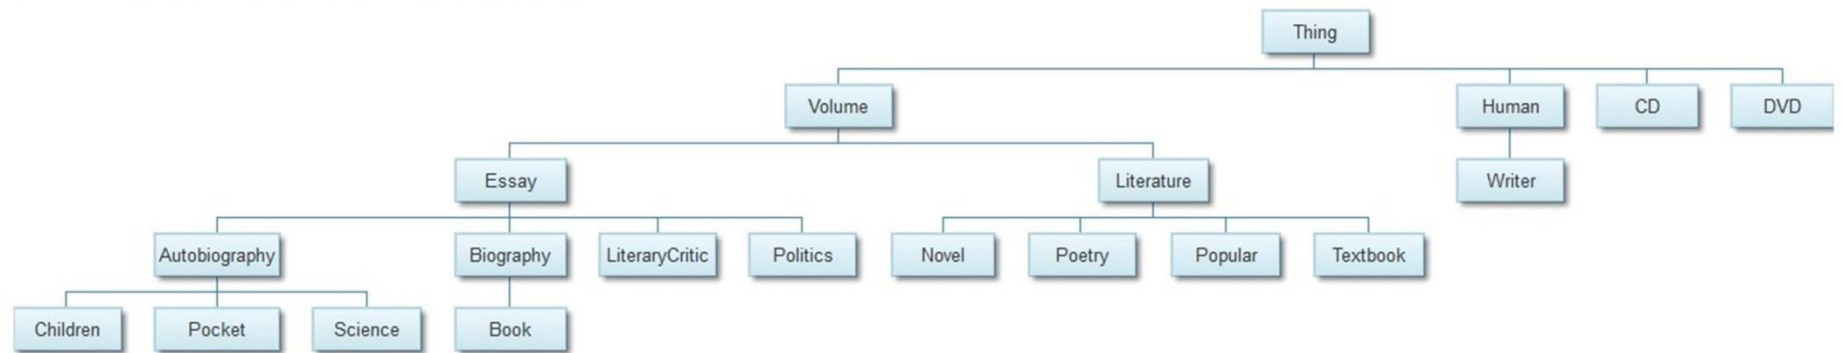 Thing
Volume
Human
CD
DVD
Essay
Literature
Writer
Autobiography
Biography
LiteraryCritic
Politics
Novel
Poetry
Popular
Textbook
Children
Pocket
Science
Book